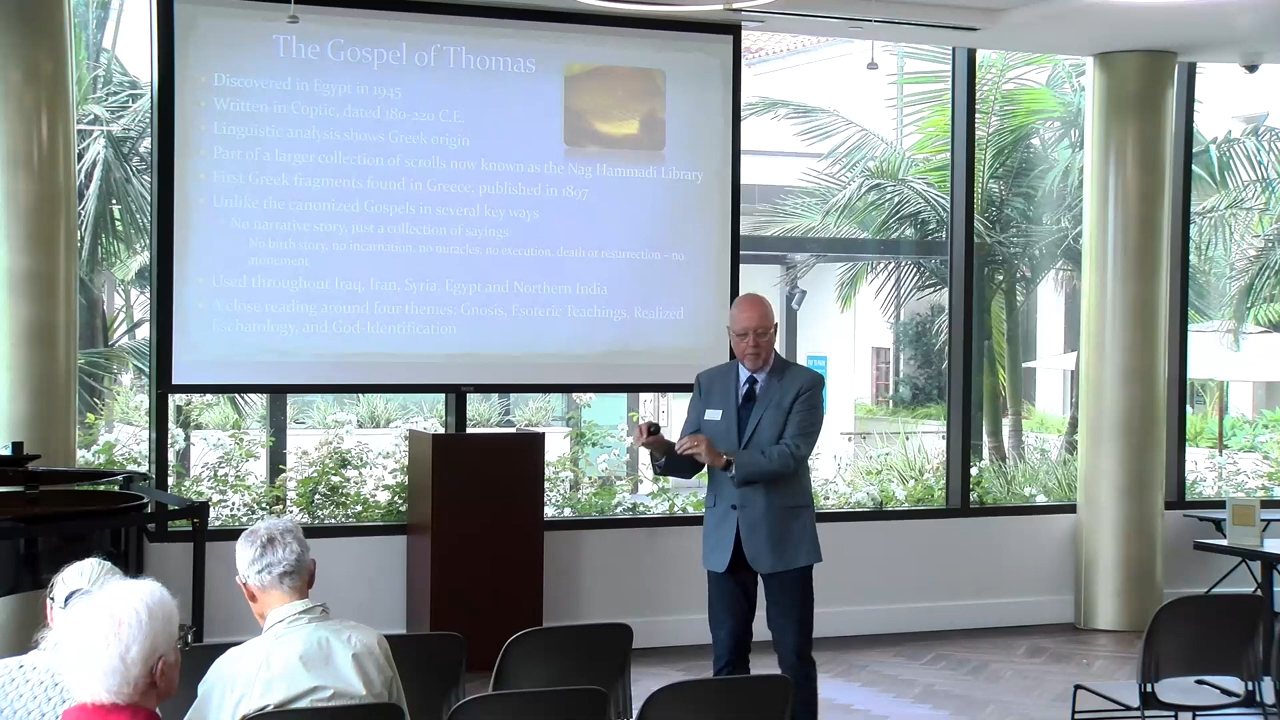 The Gospel of Thomas
Discovered in Egypt in 1945
Written in Coptic, dated 180-220 C.E.
Linguistic analysis shows Greek origin
Part of a larger collection of scrolls now known as the Nag Hammadi Library
First Greek fragments found in Greece, published in 1897
Unlike the canonized Gospels in several key ways
No narrative story, just a collection of sayings
No birth story, no incarnation, no miracles, no execution, death or resurrection – no
atonement
Used throughout Iraq, Iran, Syria, Egypt and Northern India
A close reading around four themes: Gnosis, Esoteric Teachings, Realized
Eschatology, and God-Identification